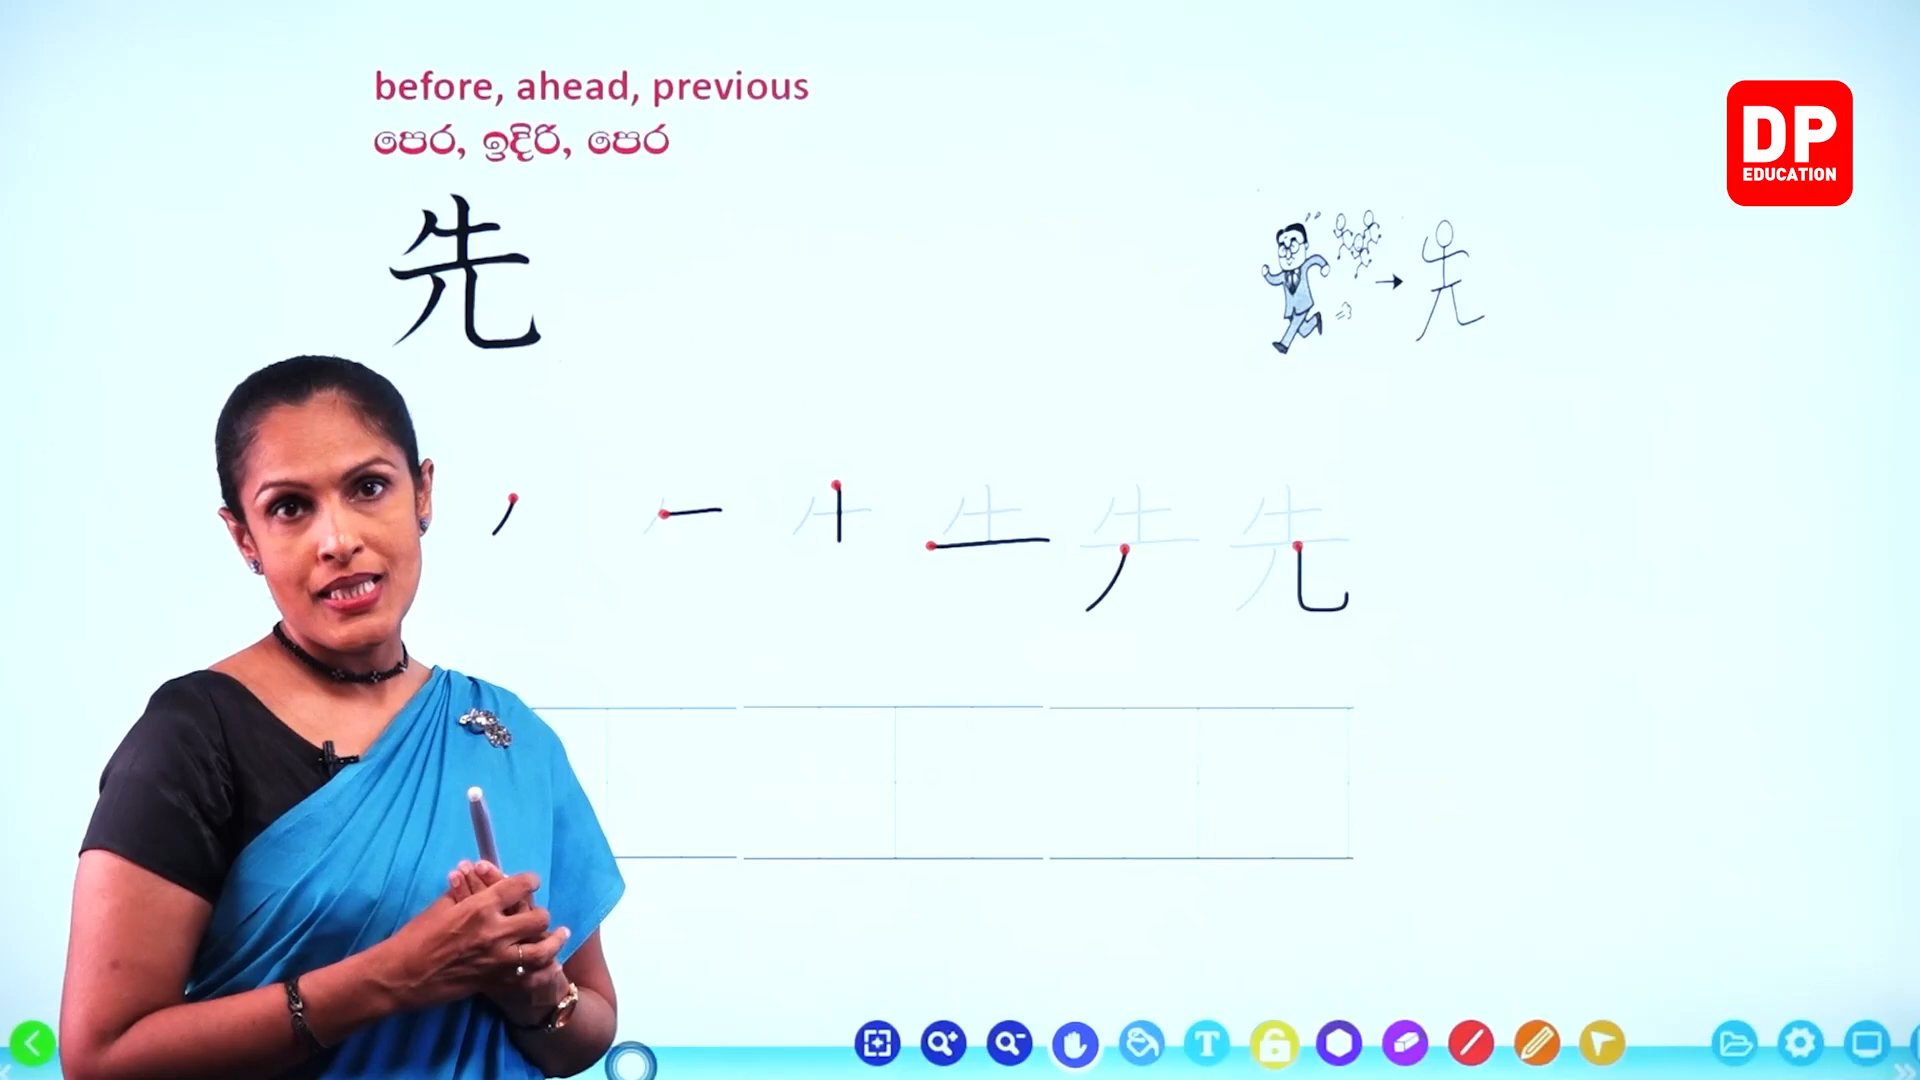 before, ahead, previous
පෙර, ඉදිරි, පෙර
先
DP
EDUCATION
先
T